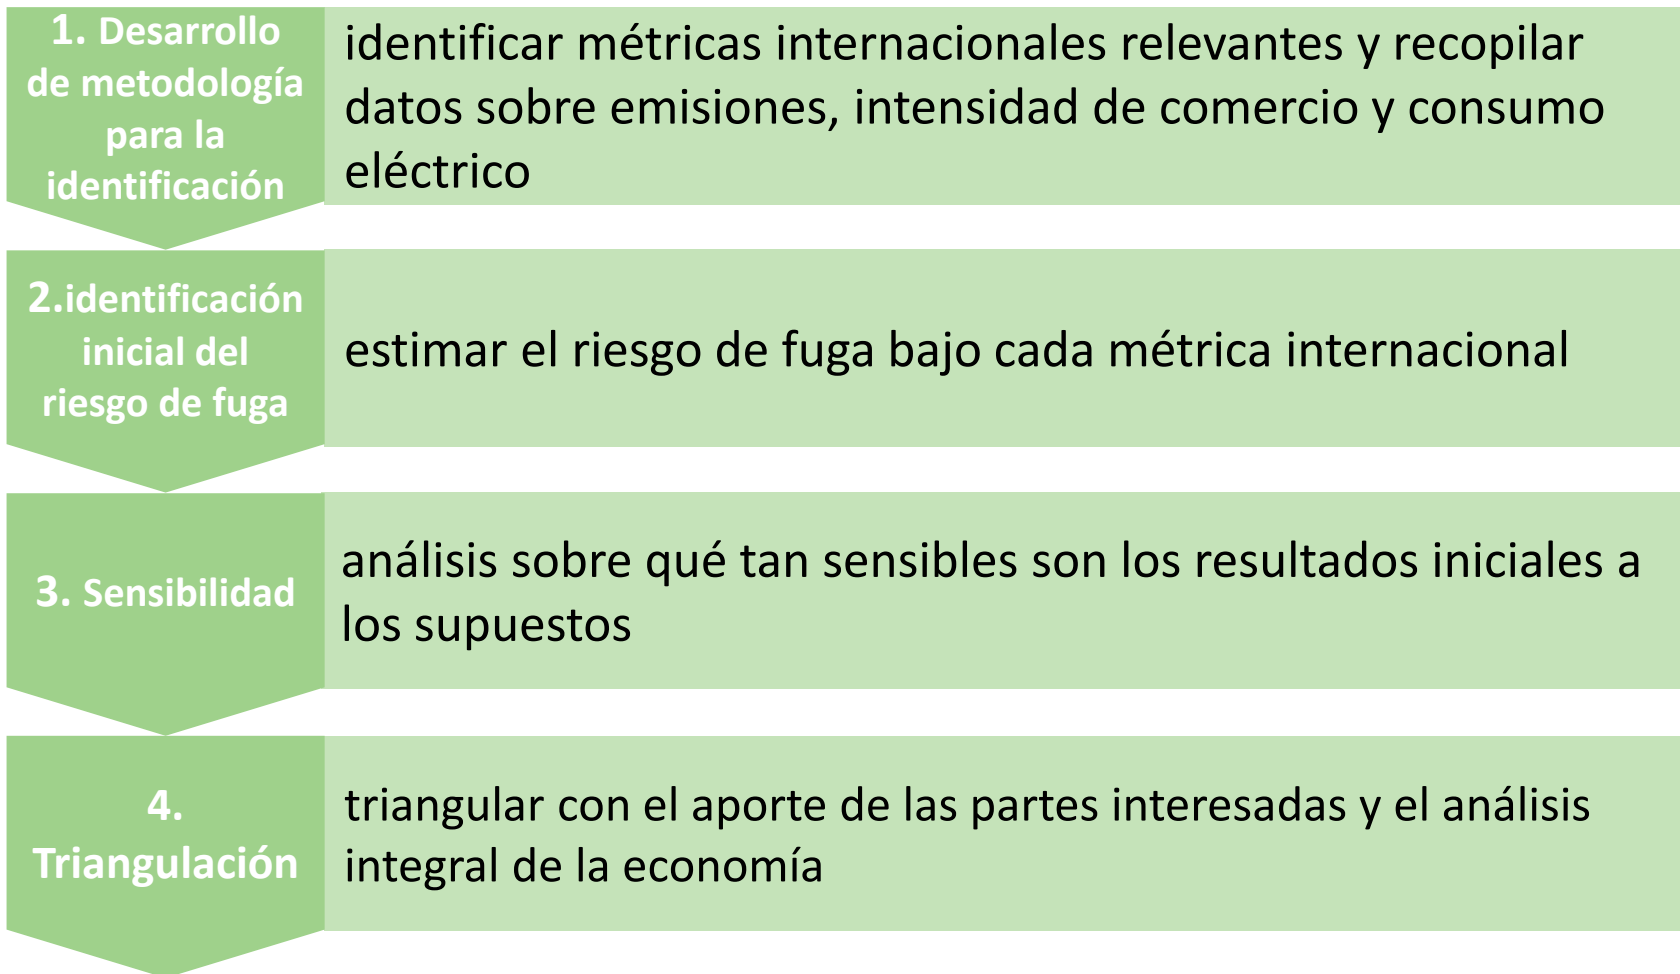 1. Desarrollo
de metodología
para la
identificación
identificar métricas internacionales relevantes y recopilar
datos sobre emisiones, intensidad de comercio y consumo
eléctrico
2.identificación
inicial del
riesgo de fuga
estimar el riesgo de fuga bajo cada métrica internacional
3. Sensibilidad
análisis sobre qué tan sensibles son los resultados iniciales a
los supuestos
4.
Triangulación
triangular con el aporte de las partes interesadas y el análisis
integral de la economía